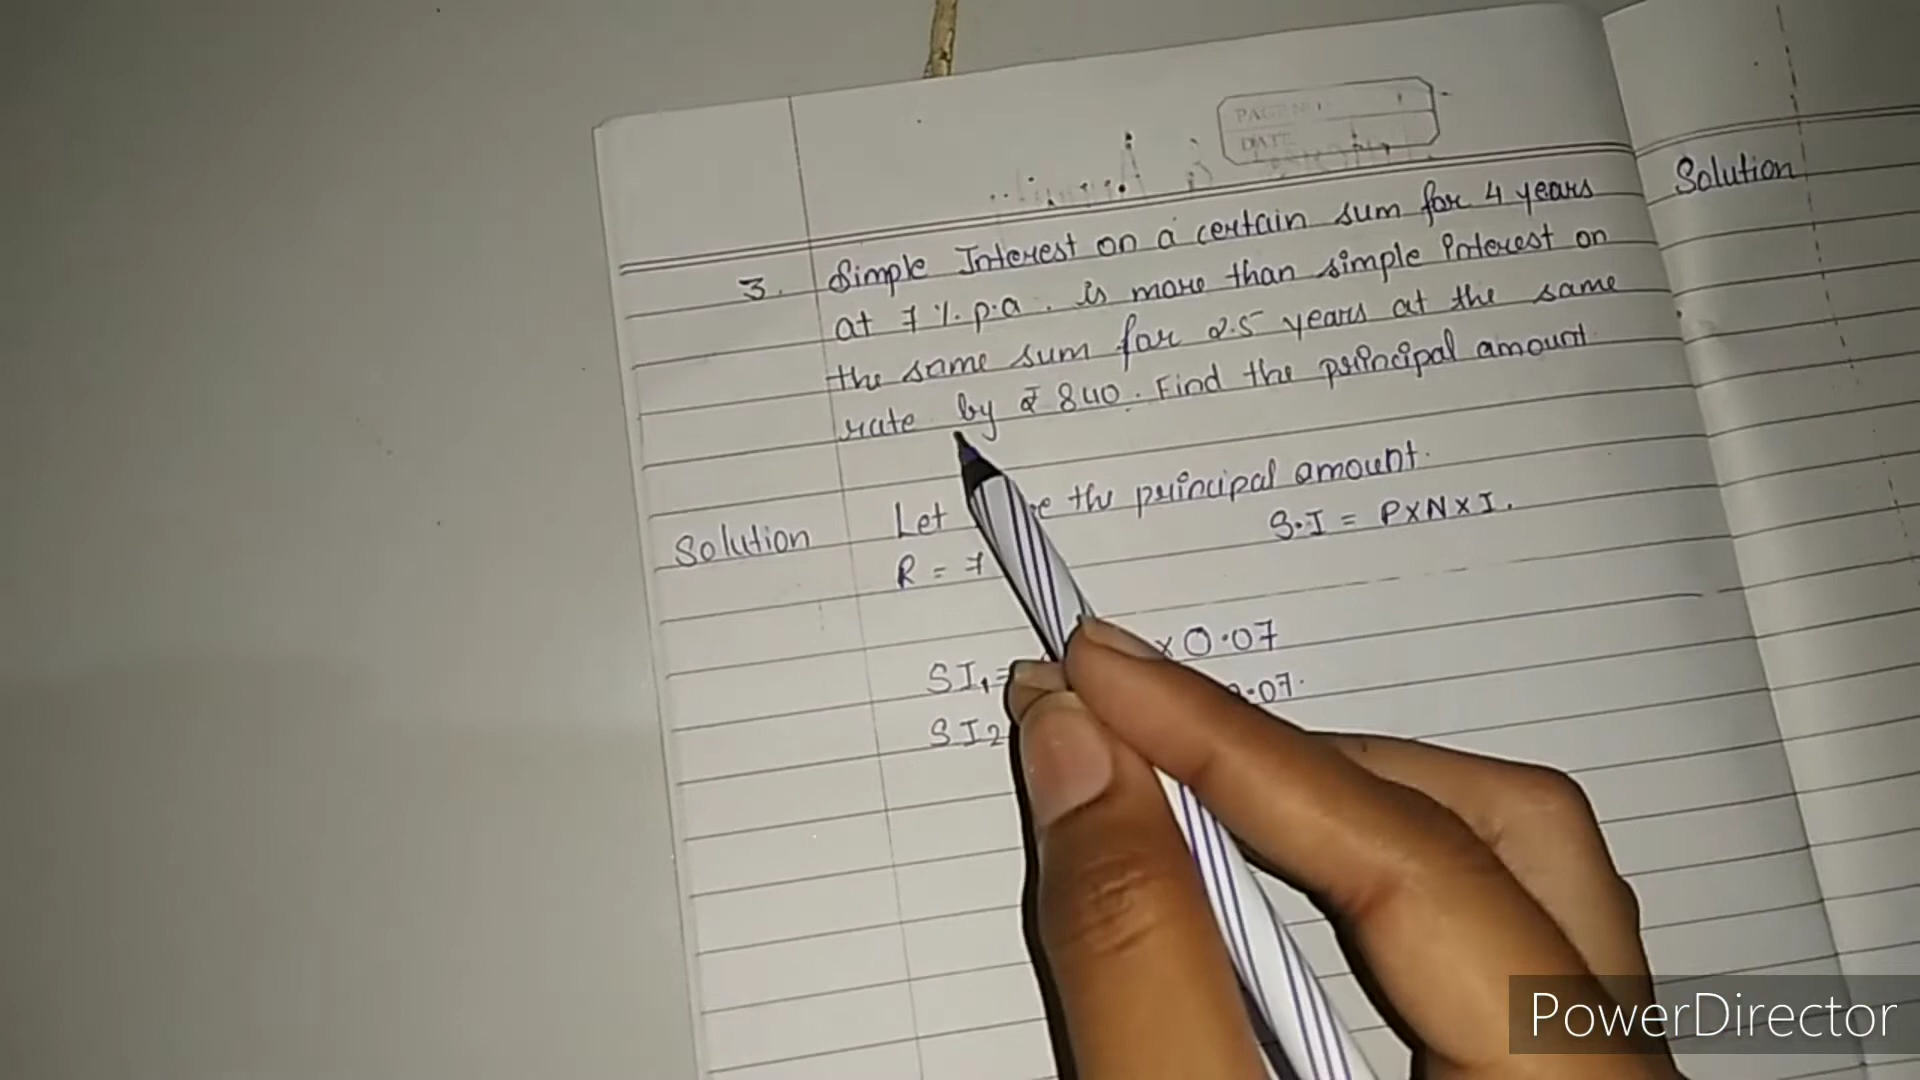 PAGE NO
DATE
3. Simple Interest on a certain sum for 4 years
at 7 %. p.a. is more than simple interest on
the same sum for 2.5 years at the same
rate by ₹ 840. Find the principal amount
Solution
Solution Let the principal amount.
R = 7
S.I = P×N×I.
SI1= × 0.07
SI2 0.07.
PowerDirector